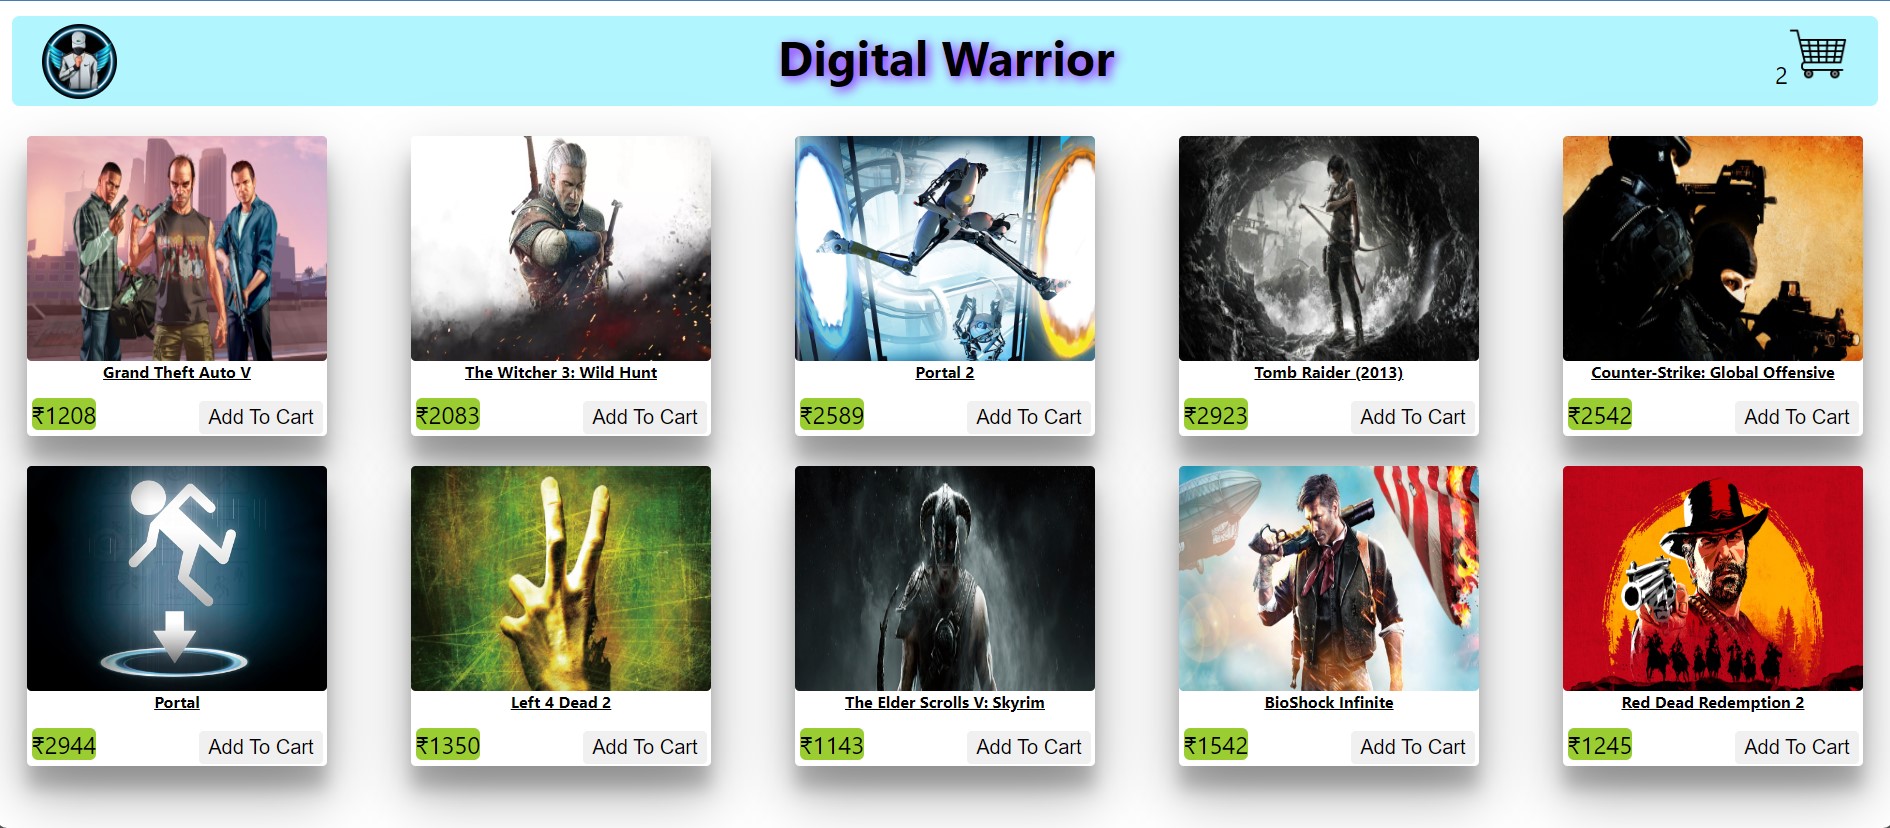 Digital Warrior
2
Grand Theft Auto V
The Witcher 3: Wild Hunt
Portal 2
Tomb Raider (2013)
Counter-Strike: Global Offensive
₹1208 Add To Cart
₹2083 Add To Cart
₹2589 Add To Cart
₹2923 Add To Cart
₹2542 Add To Cart
Portal
Left 4 Dead 2
The Elder Scrolls V: Skyrim
BioShock Infinite
Red Dead Redemption 2
₹2944 Add To Cart
₹1350 Add To Cart
₹1143 Add To Cart
₹1542 Add To Cart
₹1245 Add To Cart